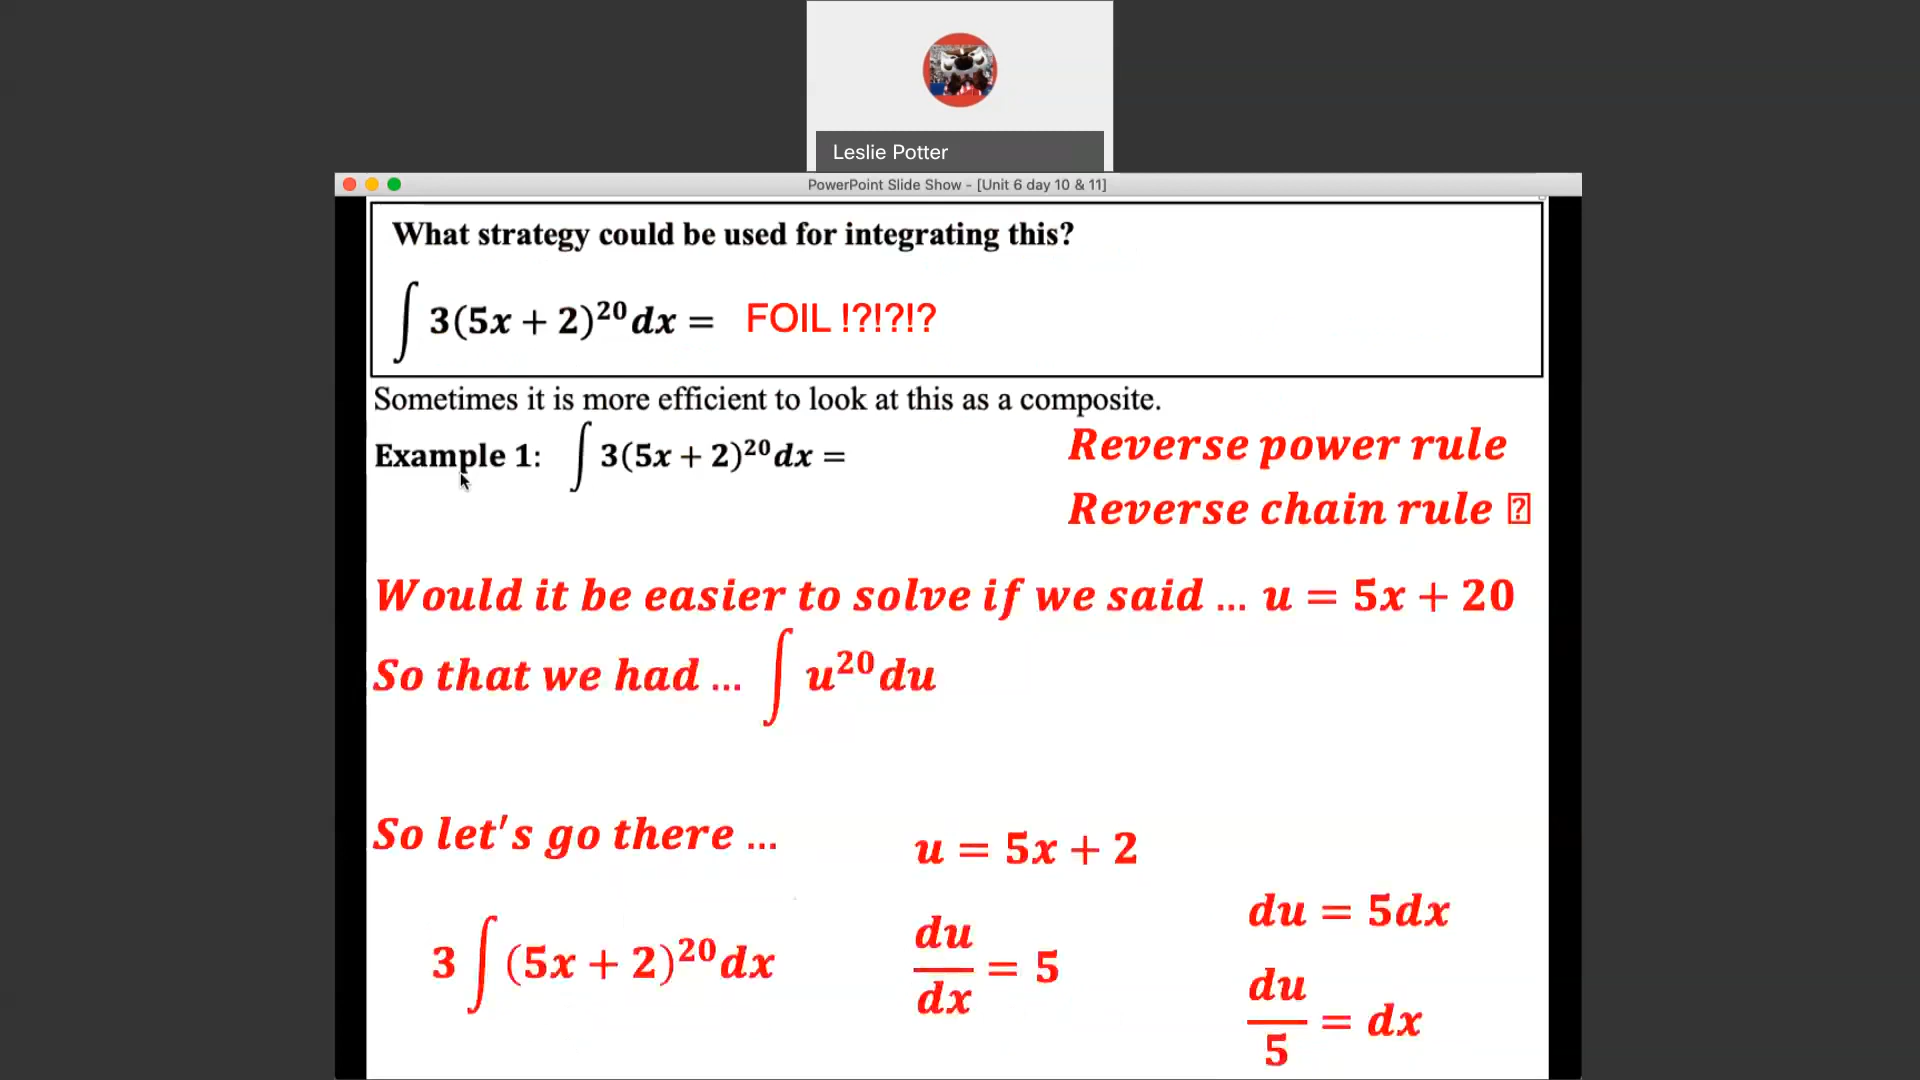 Leslie Potter
PowerPoint Slide Show - [Unit 6 day 10 & 11]
What strategy could be used for integrating this?
∫ 3(5x + 2)²⁰ dx = FOIL !?!?!?
Sometimes it is more efficient to look at this as a composite.
Example 1: ∫ 3(5x + 2)²⁰ dx =
Reverse power rule
Reverse chain rule ?
Would it be easier to solve if we said ... u = 5x + 20
So that we had ... ∫ u²⁰ du
So let's go there ...
u = 5x + 2
3 ∫ (5x + 2)²⁰ dx
du/dx = 5
du = 5dx
du/5 = dx